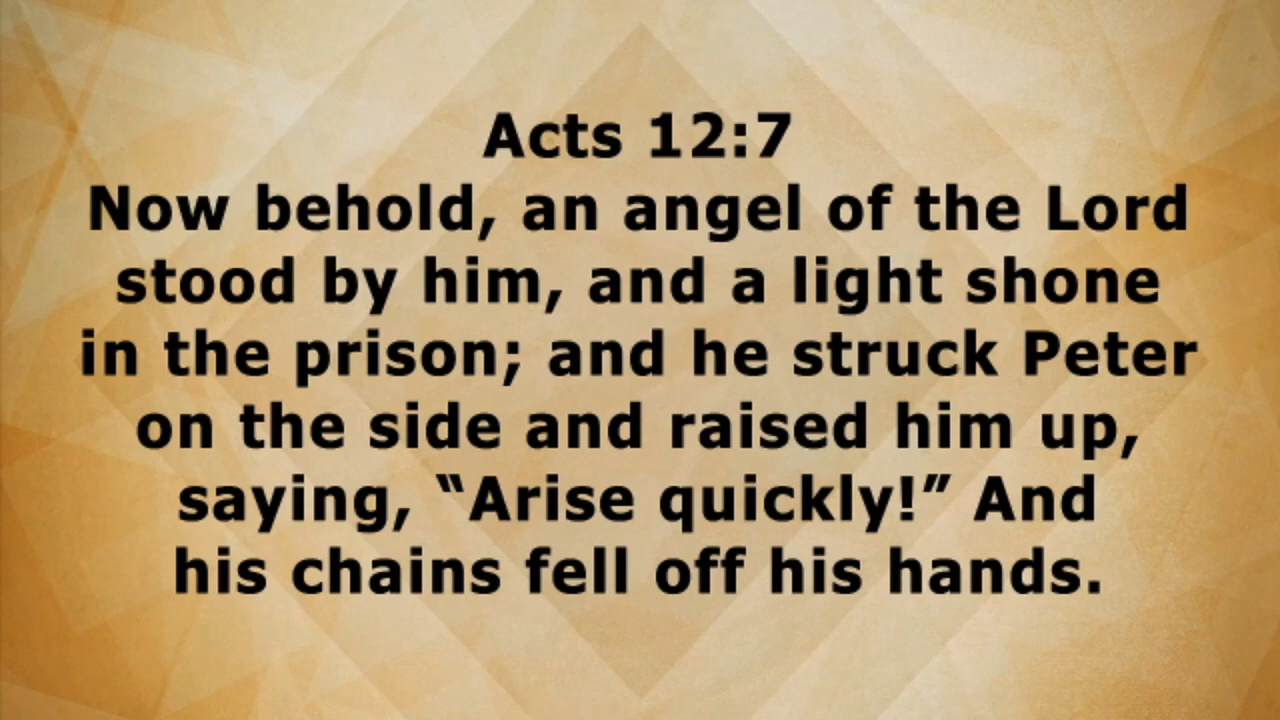 Acts 12:7
Now behold, an angel of the Lord
stood by him, and a light shone
in the prison; and he struck Peter
on the side and raised him up,
saying, “Arise quickly!” And
his chains fell off his hands.